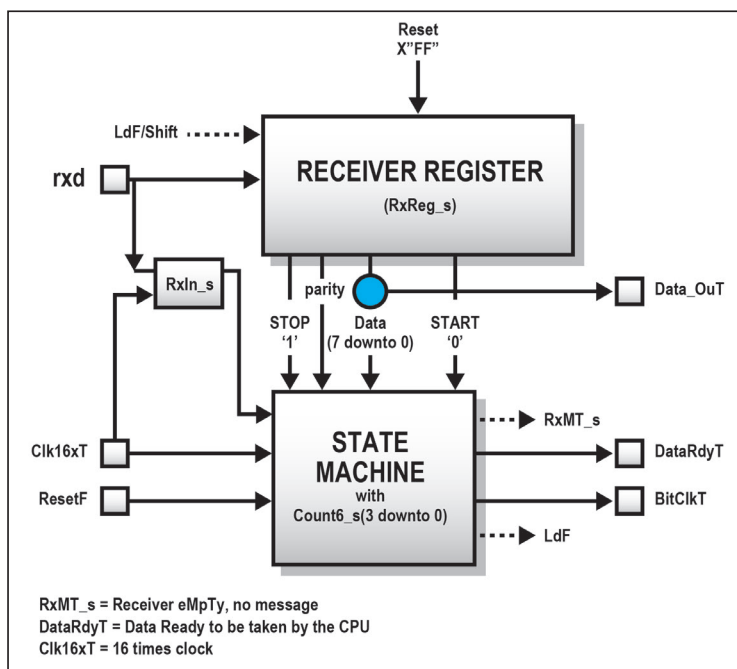 Reset
X"FF"
LdF/Shift
RECEIVER REGISTER
(RxReg_s)
rxd
RxIn_s
parity
Data_OuT
STOP
‘1’
Data
(7 downto 0)
START
‘0’
RxMT_s
Clk16xT
STATE
MACHINE
with
Count6_s(3 downto 0)
DataRdyT
ResetF
BitClkT
LdF
RxMT_s = Receiver eMpTy, no message
DataRdyT = Data Ready to be taken by the CPU
Clk16xT = 16 times clock